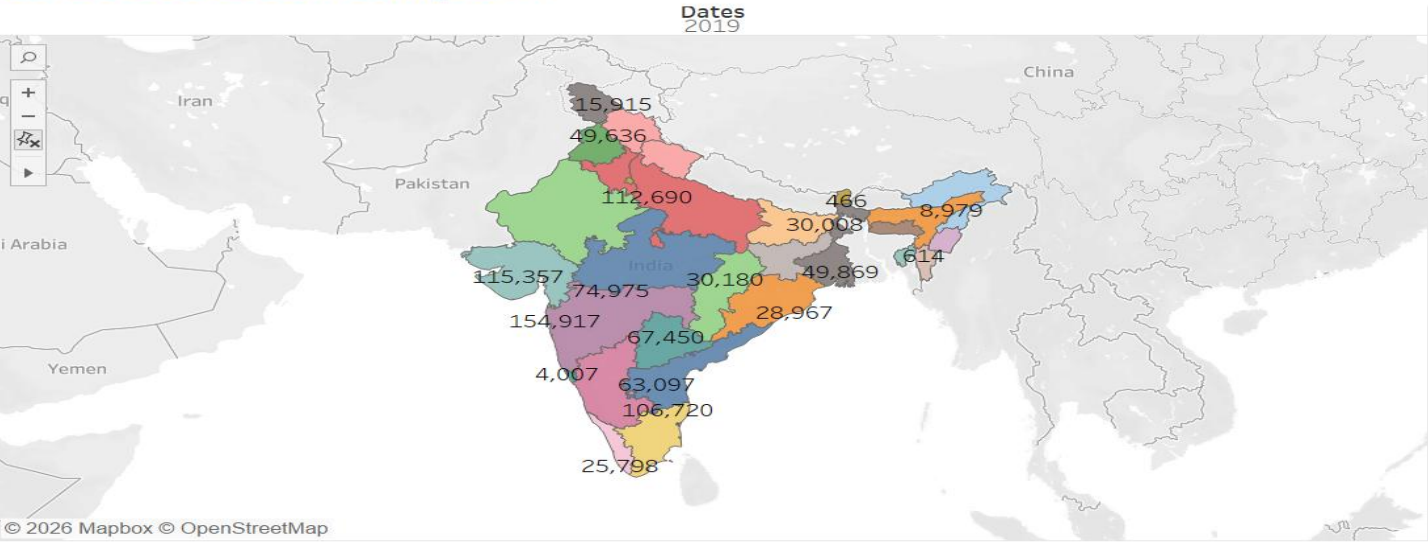 Dates
2019
China
Iran
15,915
49,636
Pakistan
112,690
466
8,979
30,008
i Arabia
614
India
49,869
115,357
30,180
74,975
28,967
154,917
67,450
Yemen
4,007
63,097
106,720
25,798
© 2026 Mapbox © OpenStreetMap